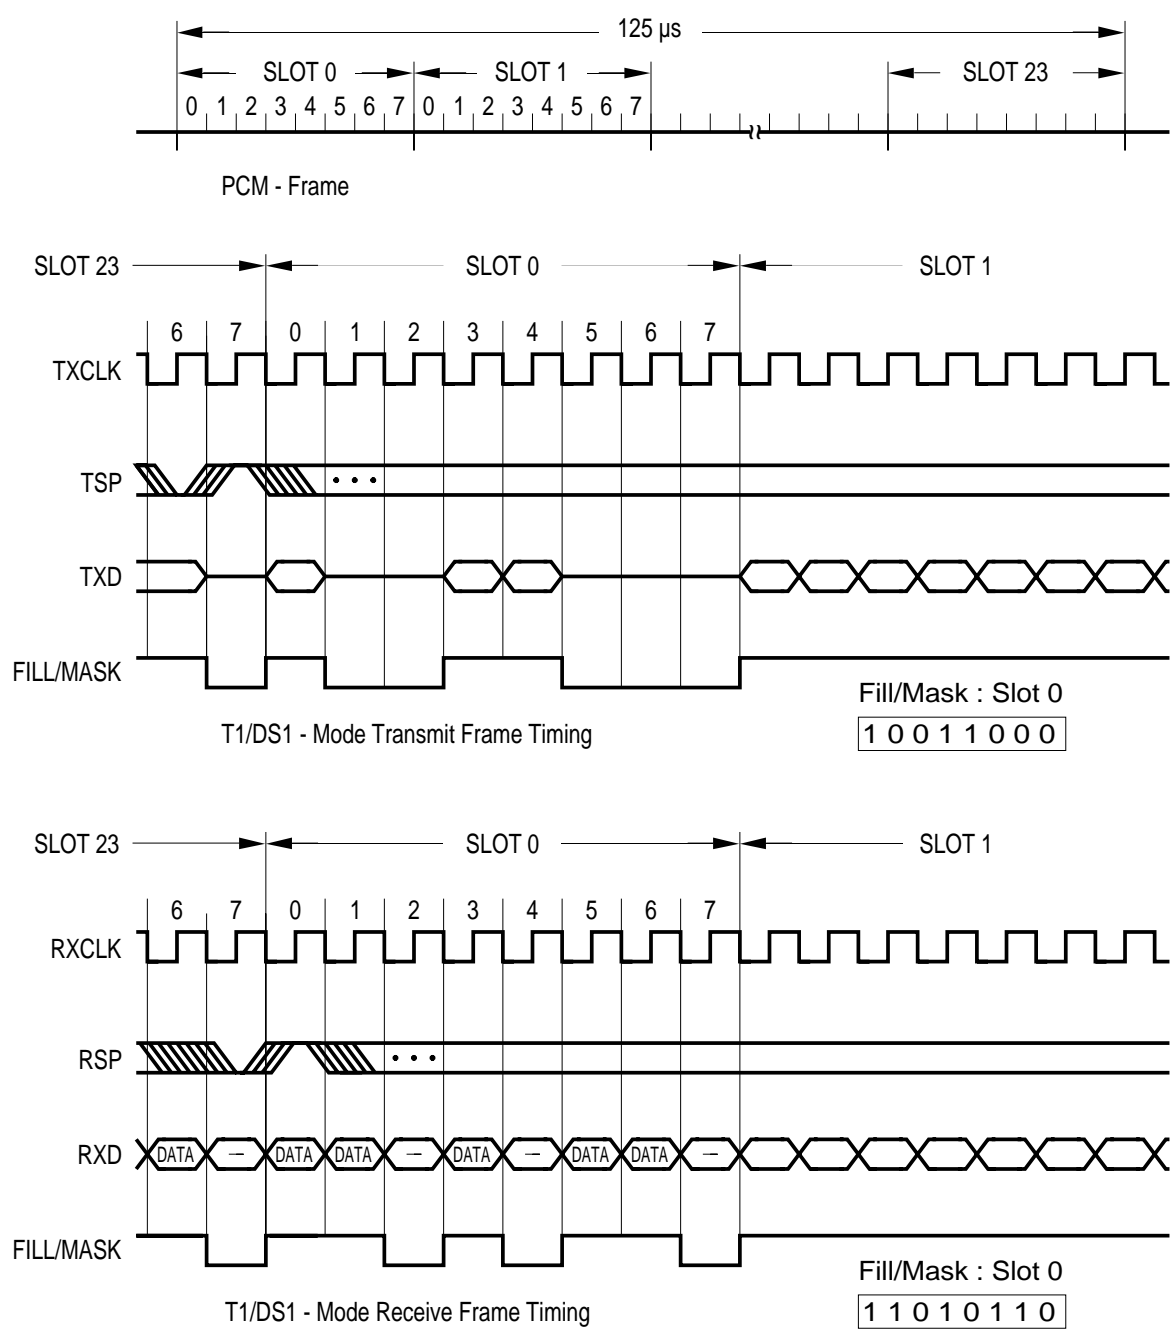 125 µs
SLOT 0 SLOT 1 SLOT 23
0 1 2 3 4 5 6 7 0 1 2 3 4 5 6 7
PCM - Frame
SLOT 23 SLOT 0 SLOT 1
6 7 0 1 2 3 4 5 6 7
TXCLK
TSP
TXD
FILL/MASK
Fill/Mask : Slot 0
T1/DS1 - Mode Transmit Frame Timing
1 0 0 1 1 0 0 0
SLOT 23 SLOT 0 SLOT 1
6 7 0 1 2 3 4 5 6 7
RXCLK
RSP
RXD DATA – DATA DATA – DATA – DATA DATA –
FILL/MASK
Fill/Mask : Slot 0
T1/DS1 - Mode Receive Frame Timing
1 1 0 1 0 1 1 0